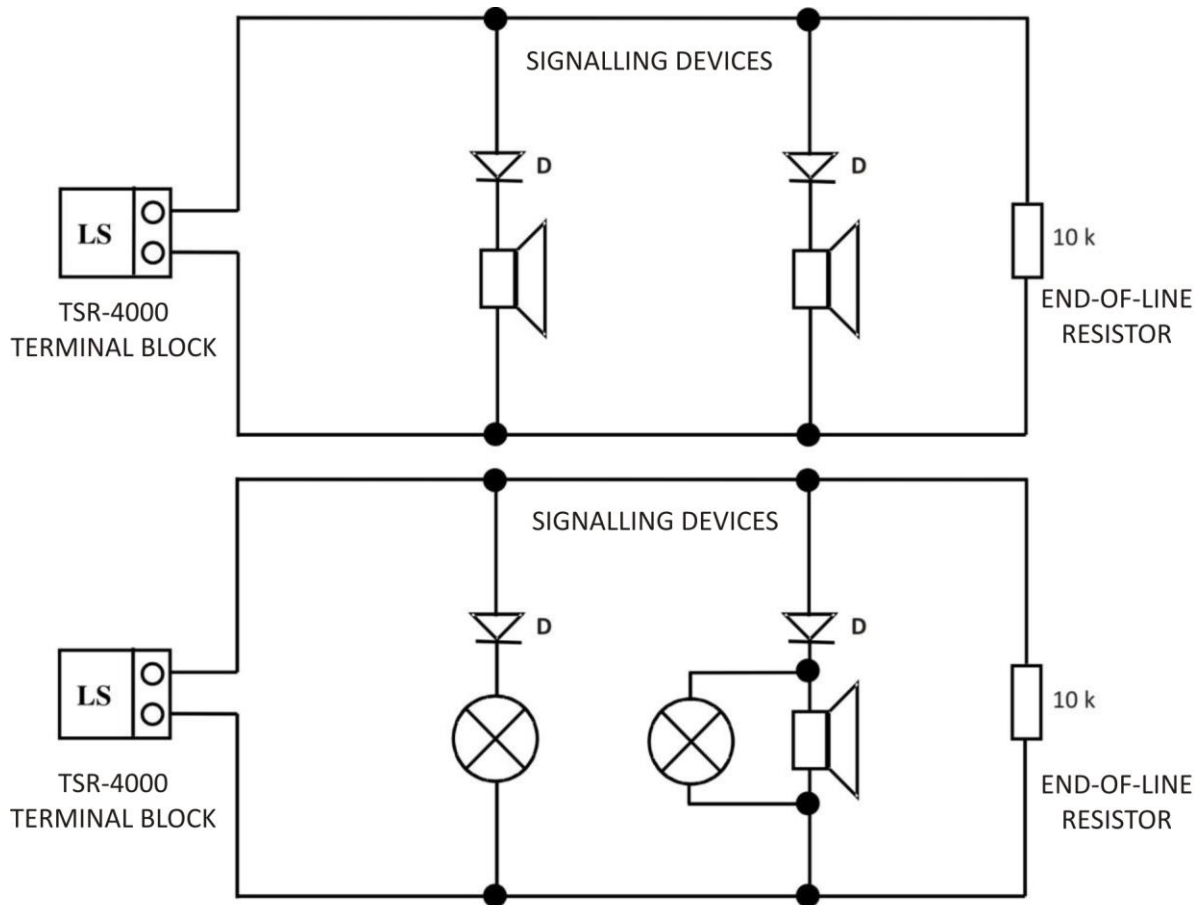 SIGNALLING DEVICES
D
D
LS
10 k
TSR-4000
TERMINAL BLOCK
END-OF-LINE
RESISTOR
SIGNALLING DEVICES
D
D
LS
10 k
TSR-4000
TERMINAL BLOCK
END-OF-LINE
RESISTOR